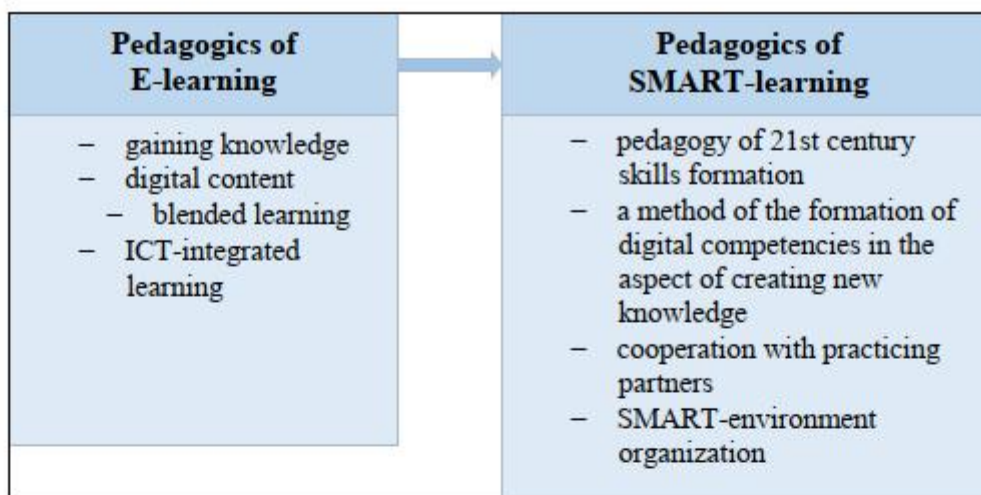 Pedagogics of
E-learning
– gaining knowledge
– digital content
– blended learning
– ICT-integrated
learning
Pedagogics of
SMART-learning
– pedagogy of 21st century
skills formation
– a method of the formation of
digital competencies in the
aspect of creating new
knowledge
– cooperation with practicing
partners
– SMART-environment
organization